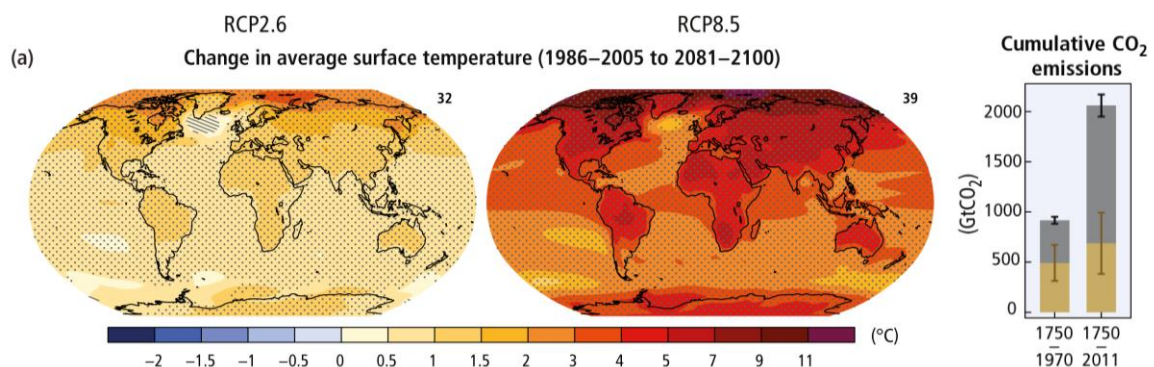 RCP2.6
RCP8.5
(a)
Change in average surface temperature (1986–2005 to 2081–2100)
32
39
−2 −1.5 −1 −0.5 0 0.5 1 1.5 2 3 4 5 7 9 11
(°C)
Cumulative CO₂
emissions
(GtCO₂)
2000
1500
1000
500
0
1750 1750
– –
1970 2011